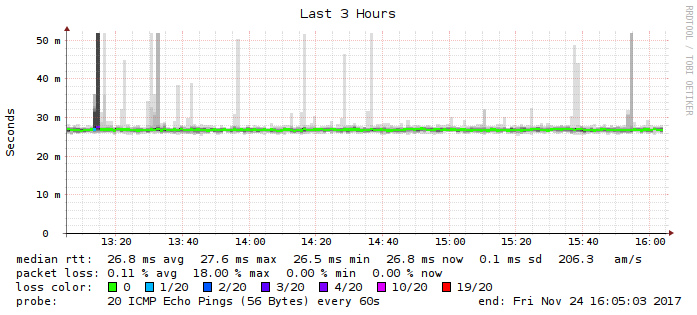 Last 3 Hours
RRDTOOL / TOBI OETIKER
Seconds
50 m
40 m
30 m
20 m
10 m
0
13:20 13:40 14:00 14:20 14:40 15:00 15:20 15:40 16:00
median rtt: 26.8 ms avg 27.6 ms max 26.5 ms min 26.8 ms now 0.1 ms sd 206.3 am/s
packet loss: 0.11 % avg 18.00 % max 0.00 % min 0.00 % now
loss color: 0 1/20 2/20 3/20 4/20 10/20 19/20
probe: 20 ICMP Echo Pings (56 Bytes) every 60s end: Fri Nov 24 16:05:03 2017